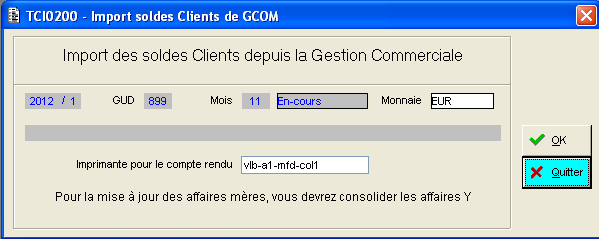 TCI0200 - Import soldes Clients de GCOM
Import des soldes Clients depuis la Gestion Commerciale
2012 / 1 GUD 899 Mois 11 En-cours Monnaie EUR
OK
Imprimante pour le compte rendu vlb-a1-mfd-col1
Quitter
Pour la mise à jour des affaires mères, vous devrez consolider les affaires Y